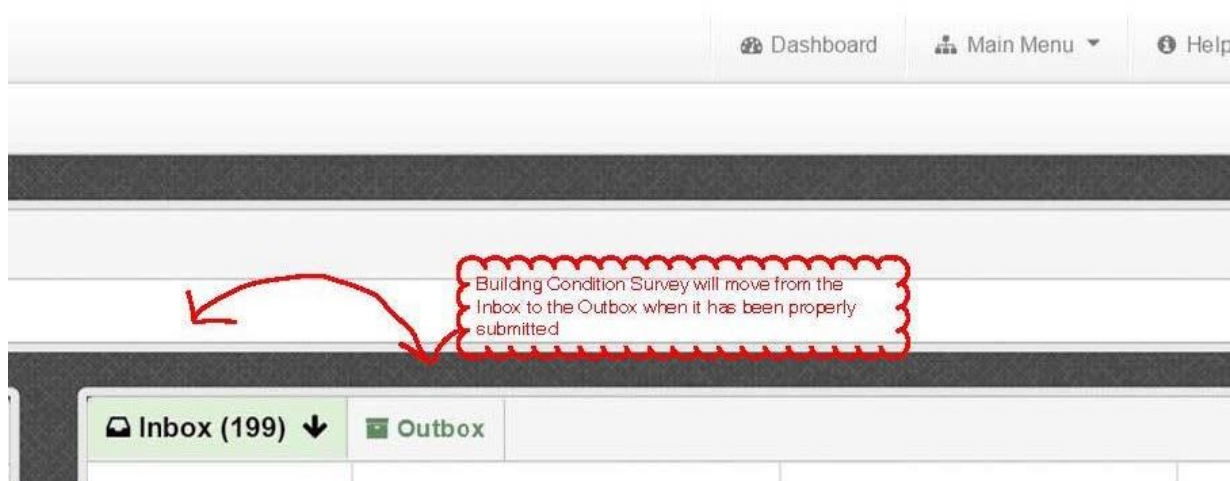 Dashboard Main Menu Help
Building Condition Survey will move from the
Inbox to the Outbox when it has been properly
submitted
Inbox (199) Outbox